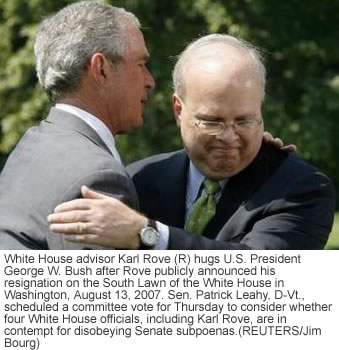 White House advisor Karl Rove (R) hugs U.S. President
George W. Bush after Rove publicly announced his
resignation on the South Lawn of the White House in
Washington, August 13, 2007. Sen. Patrick Leahy, D-Vt.,
scheduled a committee vote for Thursday to consider whether
four White House officials, including Karl Rove, are in
contempt for disobeying Senate subpoenas.(REUTERS/Jim
Bourg)